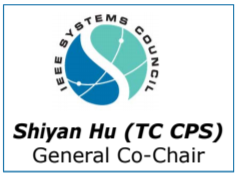 IEEE SYSTEMS COUNCIL
Shiyan Hu (TC CPS)
General Co-Chair